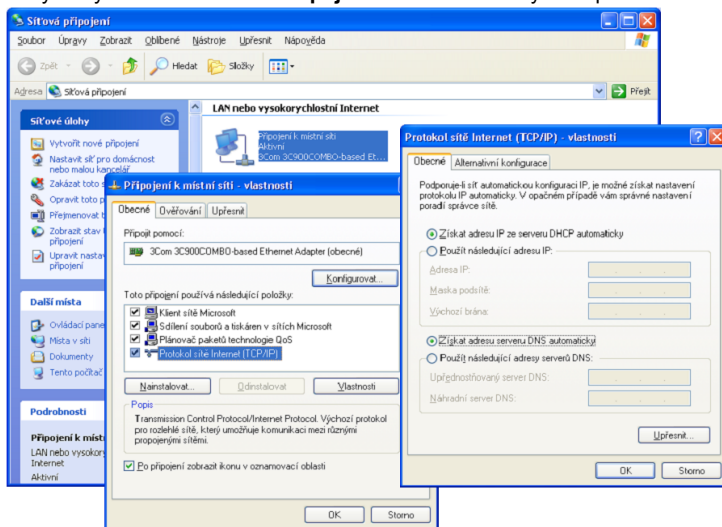 Síťová připojení
Soubor Úpravy Zobrazit Oblíbené Nástroje Upřesnit Nápověda
Zpět Hledat Složky
Adresa Síťová připojení Přejít
LAN nebo vysokorychlostní Internet
Síťové úlohy
Vytvořit nové připojení
Nastavit síť pro domácnost
nebo malou kancelář
Zakázat toto s
Opravit toto p
Přejmenovat t
Zobrazit stav
připojení
Upravit nastav
připojení
Další místa
Ovládací pane
Místa v síti
Dokumenty
Tento počítač
Podrobnosti
Připojení k míst
LAN nebo vysokory
Internet
Aktivní
Připojení k místní síti
Aktivní
3Com 3C900COMBO-based Et...
Připojení k místní síti - vlastnosti
Obecné Ověřování Upřesnit
Připojit pomocí:
3Com 3C900COMBO-based Ethernet Adapter (obecné)
Konfigurovat...
Toto připojení používá následující položky:
Klient sítě Microsoft
Sdílení souborů a tiskáren v sítích Microsoft
Plánovač paketů technologie QoS
Protokol sítě Internet (TCP/IP)
Nainstalovat... Odinstalovat Vlastnosti
Popis
Transmission Control Protocol/Internet Protocol. Výchozí protokol
pro rozlehlé sítě, který umožňuje komunikaci mezi různými
propojenými sítěmi.
Po připojení zobrazit ikonu v oznamovací oblasti
OK Storno
Protokol sítě Internet (TCP/IP) - vlastnosti
Obecné Alternativní konfigurace
Podporuje-li síť automatickou konfiguraci IP, je možné získat nastavení
protokolu IP automaticky. V opačném případě vám správné nastavení
poradí správce sítě.
Získat adresu IP ze serveru DHCP automaticky
Použít následující adresu IP:
Adresa IP:
Maska podsítě:
Výchozí brána:
Získat adresu serveru DNS automaticky
Použít následující adresy serverů DNS:
Upřednostňovaný server DNS:
Náhradní server DNS:
Upřesnit...
OK Storno